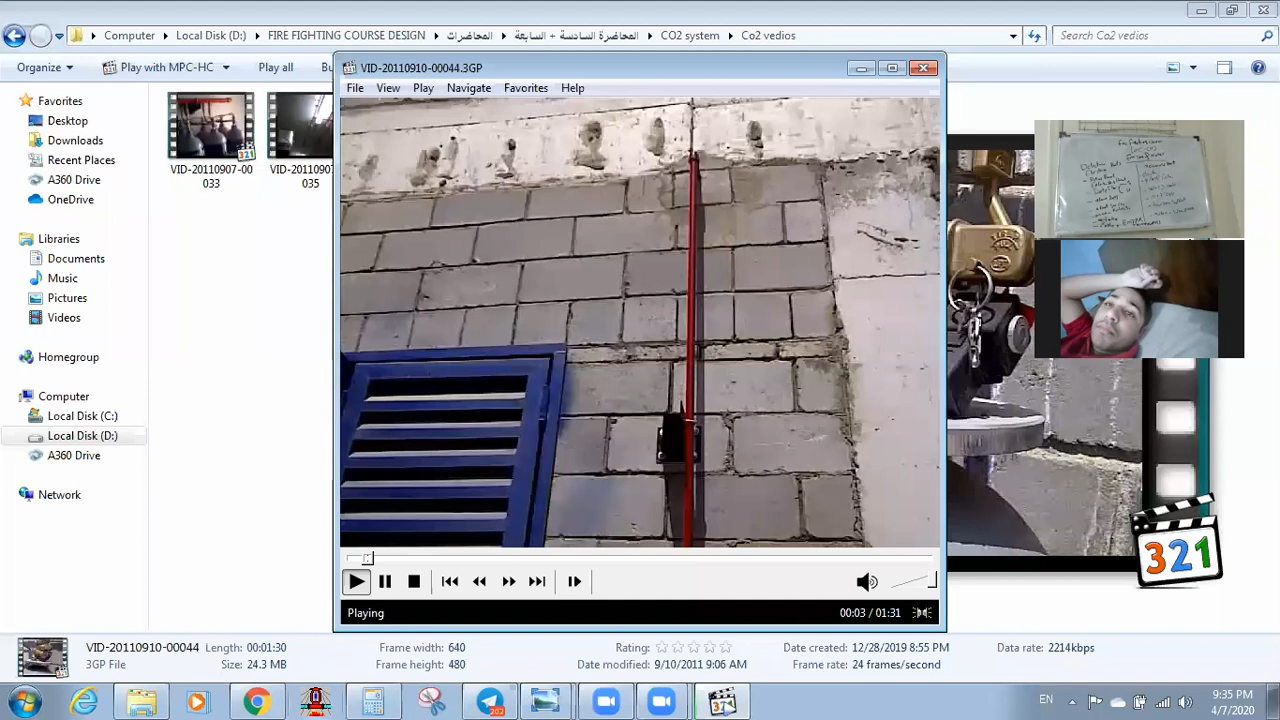 Computer
Local Disk (D:)
FIRE FIGHTING COURSE DESIGN
المحاضرات
المحاضرة السادسة + السابعة
CO2 system
Co2 vedios
Search Co2 vedios
Organize
Play with MPC-HC
Play all
Bu
Favorites
Desktop
Downloads
Recent Places
A360 Drive
OneDrive
Libraries
Documents
Music
Pictures
Videos
Homegroup
Computer
Local Disk (C:)
Local Disk (D:)
A360 Drive
Network
321
VID-20110907-00
033
VID-201109
035
VID-20110910-00044.3GP
File View Play Navigate Favorites Help
Playing
00:03 / 01:31
321
VID-20110910-00044
3GP File
Length: 00:01:30
Size: 24.3 MB
Frame width: 640
Frame height: 480
Rating:
Date modified: 9/10/2011 9:06 AM
Date created: 12/28/2019 8:55 PM
Frame rate: 24 frames/second
Data rate: 2214kbps
202
EN
9:35 PM
4/7/2020